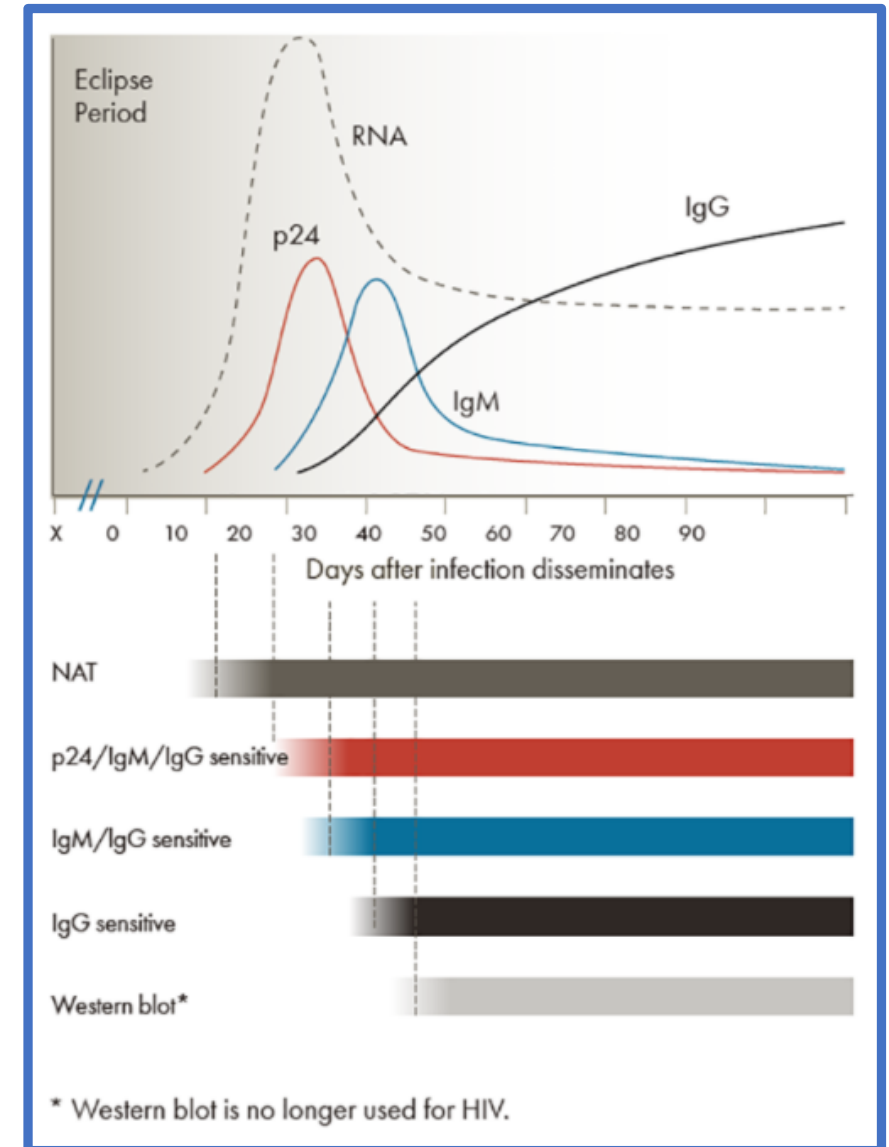 Eclipse
Period
RNA
IgG
p24
IgM
X 0 10 20 30 40 50 60 70 80 90
Days after infection disseminates
NAT
p24/IgM/IgG sensitive
IgM/IgG sensitive
IgG sensitive
Western blot*
* Western blot is no longer used for HIV.